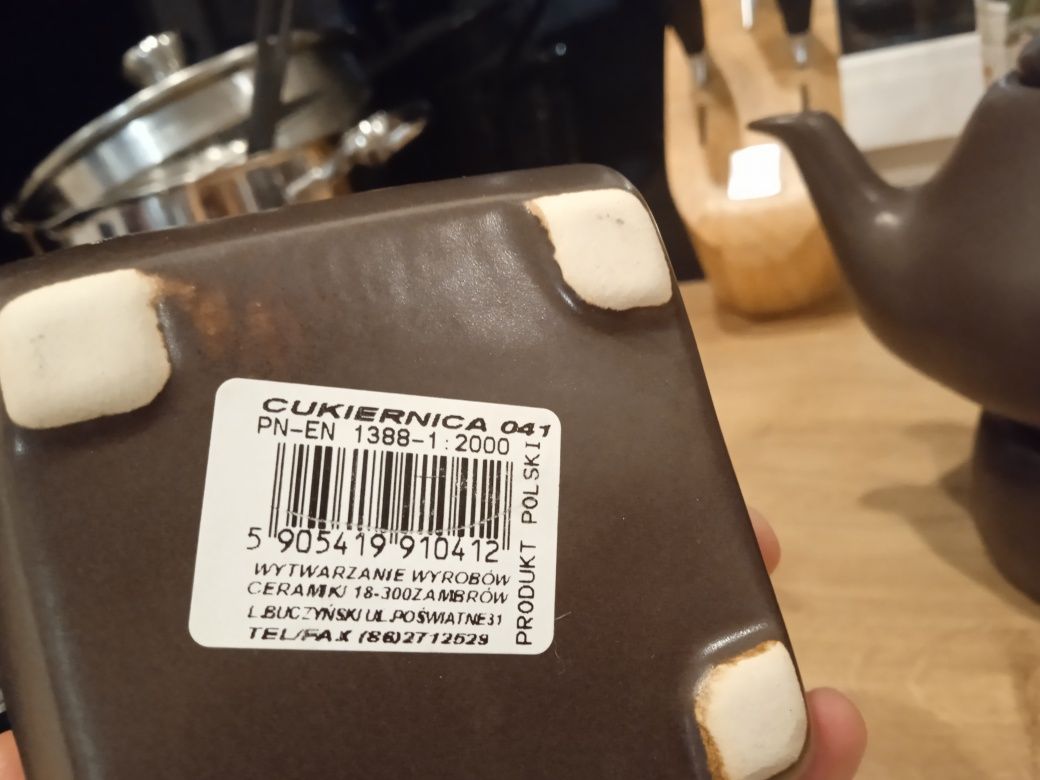 CUKIERNICA 041
PN-EN 1388-1:2000
5 905419 910412
WYTWARZANIE WYROBÓW
CERAMIKI 18-300ZAMBRÓW
L.BUCZYŃSKI UL.POŚWIATNE31
TEL/FAX (86)2712529
PRODUKT POLSKI